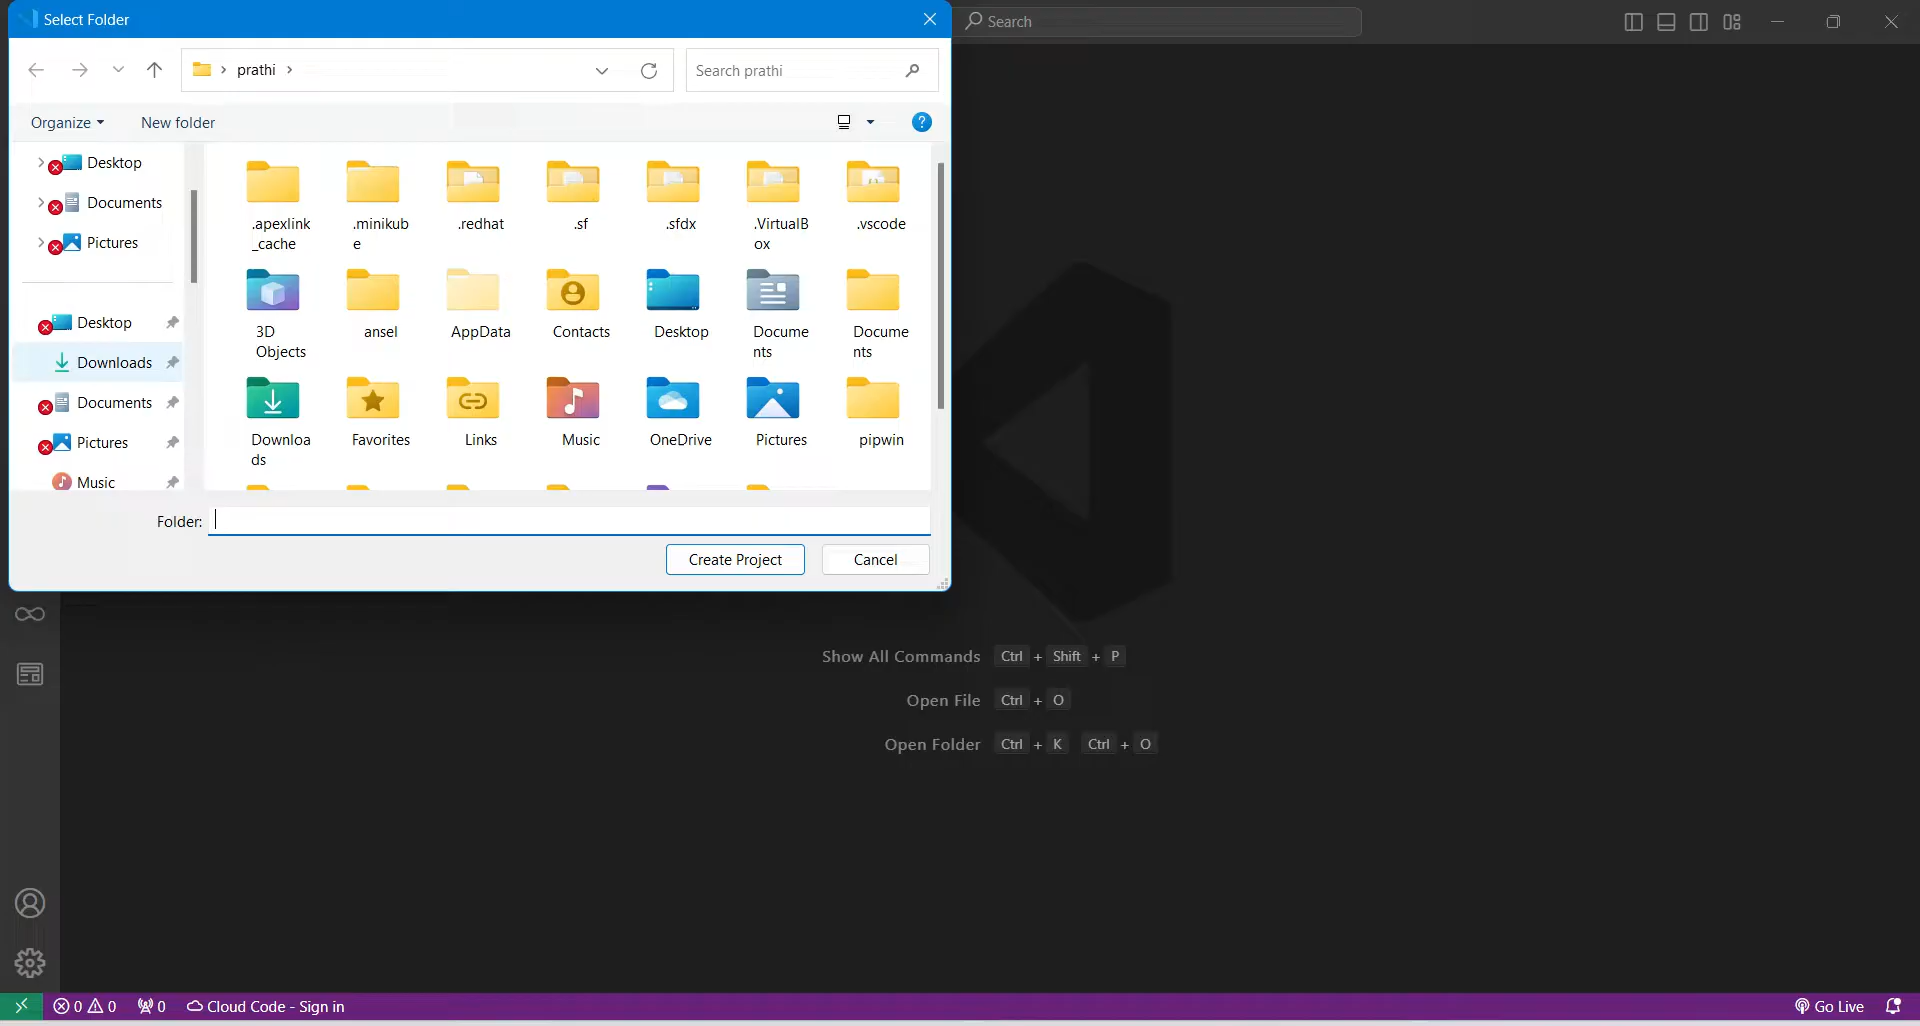 Select Folder
Search
prathi
Search prathi
Organize
New folder
Desktop
Documents
Pictures
Desktop
Downloads
Documents
Pictures
Music
.apexlink
_cache
.minikub
e
.redhat
.sf
.sfdx
.VirtualB
ox
.vscode
3D
Objects
ansel
AppData
Contacts
Desktop
Docume
nts
Docume
nts
Downloa
ds
Favorites
Links
Music
OneDrive
Pictures
pipwin
Folder:
Create Project
Cancel
Show All Commands Ctrl + Shift + P
Open File Ctrl + O
Open Folder Ctrl + K Ctrl + O
0 0 0 Cloud Code - Sign in
Go Live